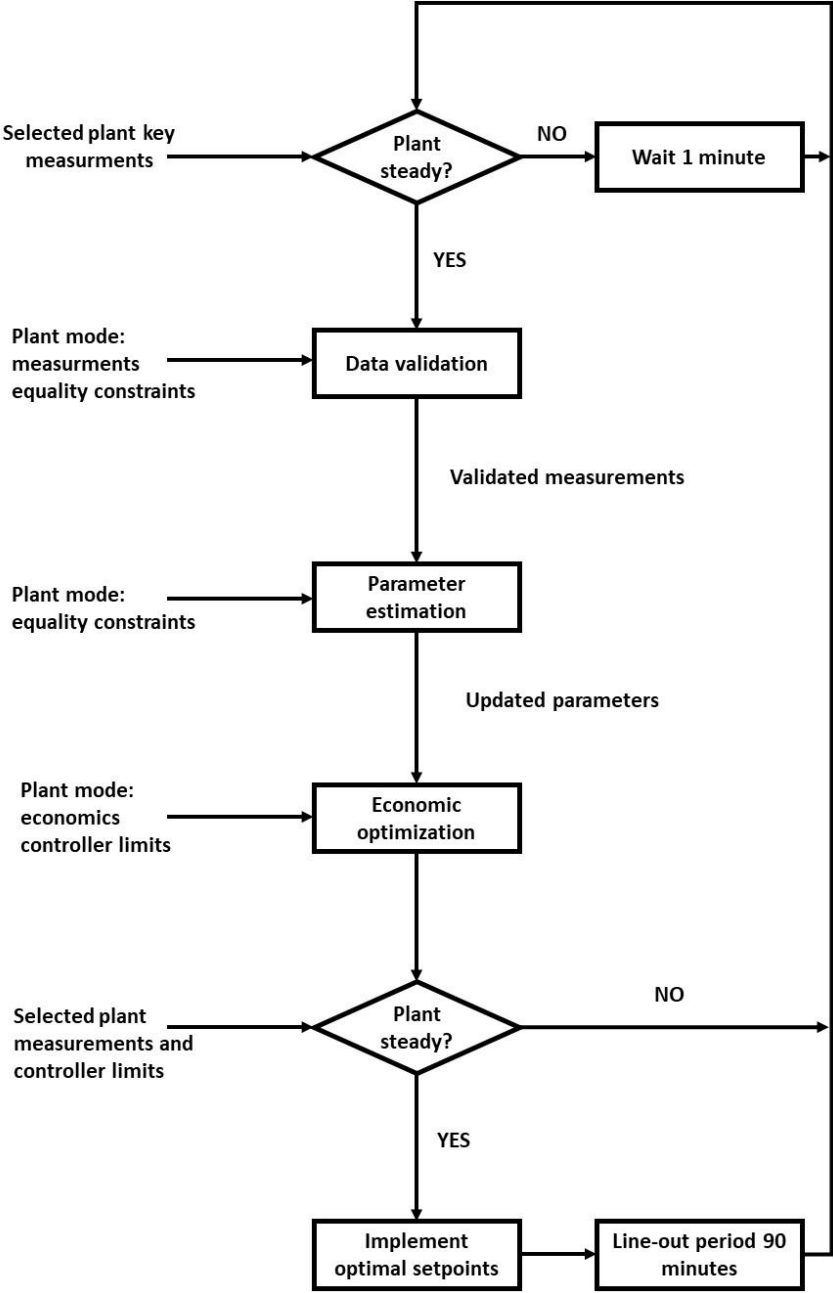 Selected plant key
measurments
Plant
steady?
NO
Wait 1 minute
YES
Plant mode:
measurments
equality constraints
Data validation
Validated measurements
Plant mode:
equality constraints
Parameter
estimation
Updated parameters
Plant mode:
economics
controller limits
Economic
optimization
Selected plant
measurements and
controller limits
Plant
steady?
NO
YES
Implement
optimal setpoints
Line-out period 90
minutes